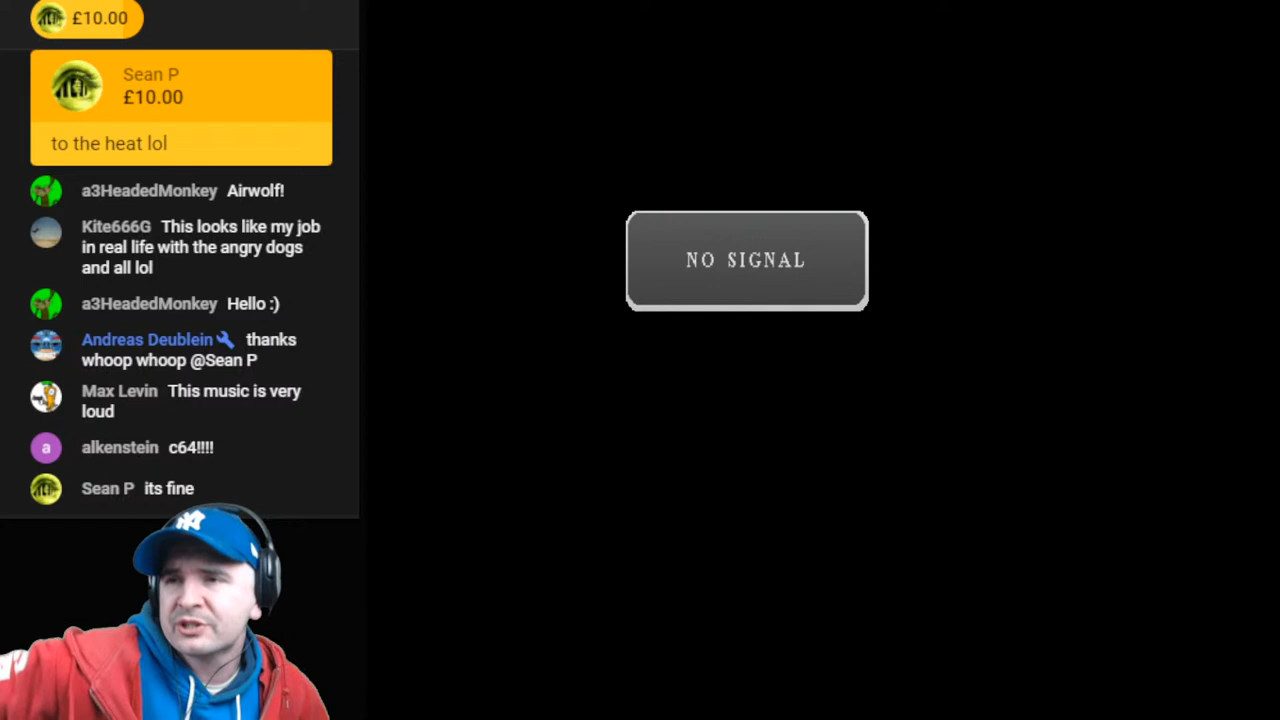 £10.00
Sean P
£10.00
to the heat lol
a3HeadedMonkey Airwolf!
Kite666G This looks like my job
in real life with the angry dogs
and all lol
a3HeadedMonkey Hello :)
Andreas Deublein thanks
whoop whoop @Sean P
Max Levin This music is very
loud
a alkenstein c64!!!!
Sean P its fine
NO SIGNAL
NY